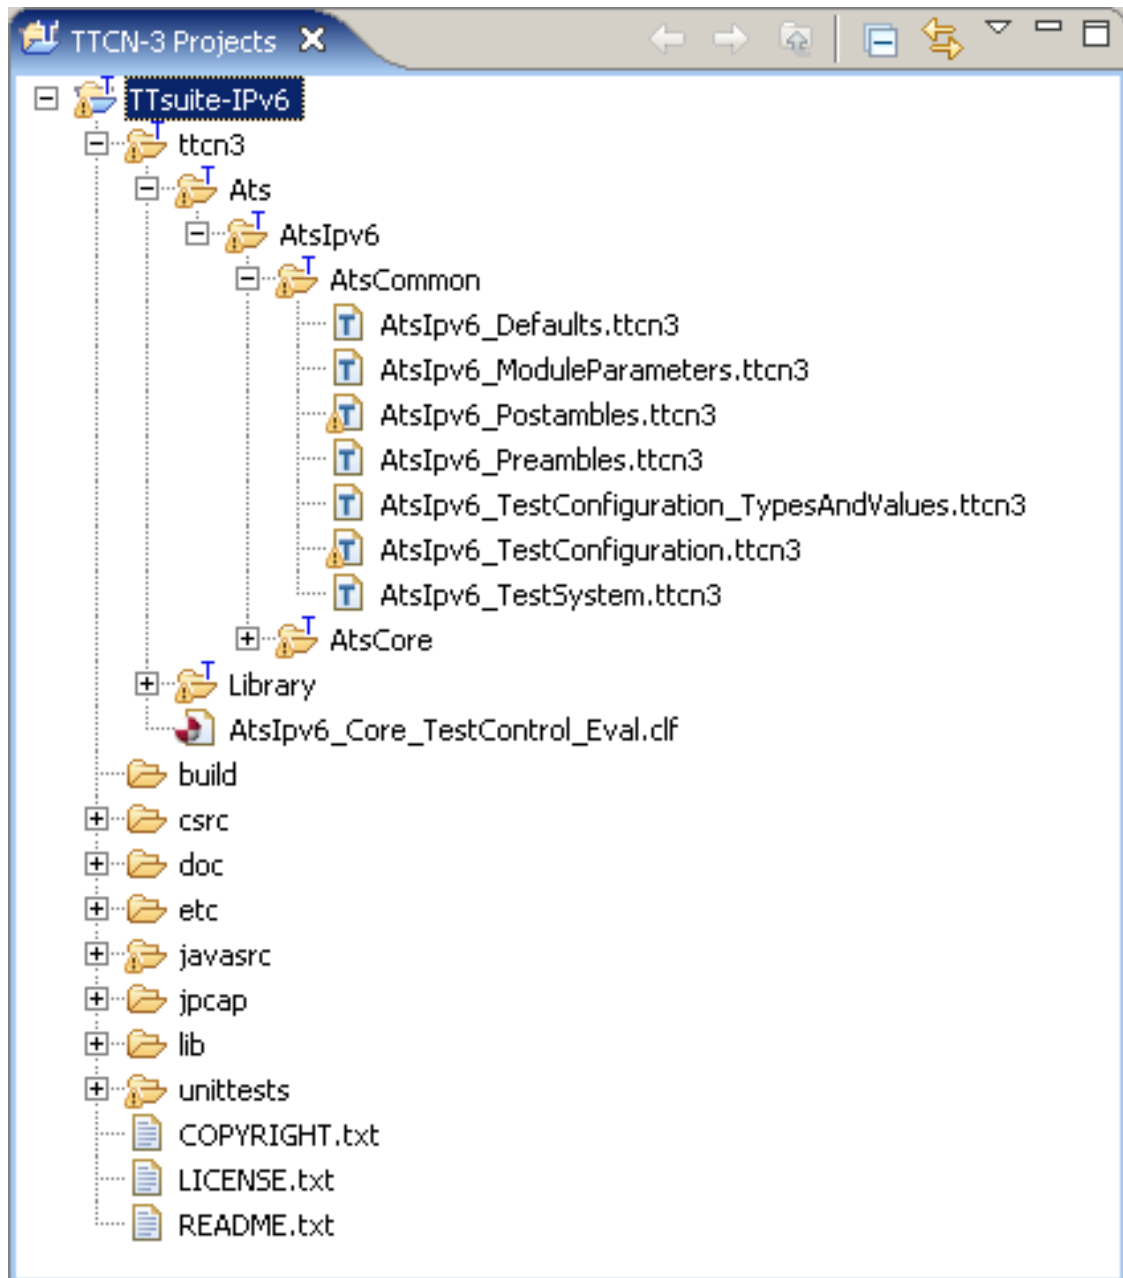 TTCN-3 Projects
TTsuite-IPv6
ttcn3
Ats
AtsIpv6
AtsCommon
AtsIpv6_Defaults.ttcn3
AtsIpv6_ModuleParameters.ttcn3
AtsIpv6_Postambles.ttcn3
AtsIpv6_Preambles.ttcn3
AtsIpv6_TestConfiguration_TypesAndValues.ttcn3
AtsIpv6_TestConfiguration.ttcn3
AtsIpv6_TestSystem.ttcn3
AtsCore
Library
AtsIpv6_Core_TestControl_Eval.clf
build
csrc
doc
etc
javasrc
jpcap
lib
unittests
COPYRIGHT.txt
LICENSE.txt
README.txt